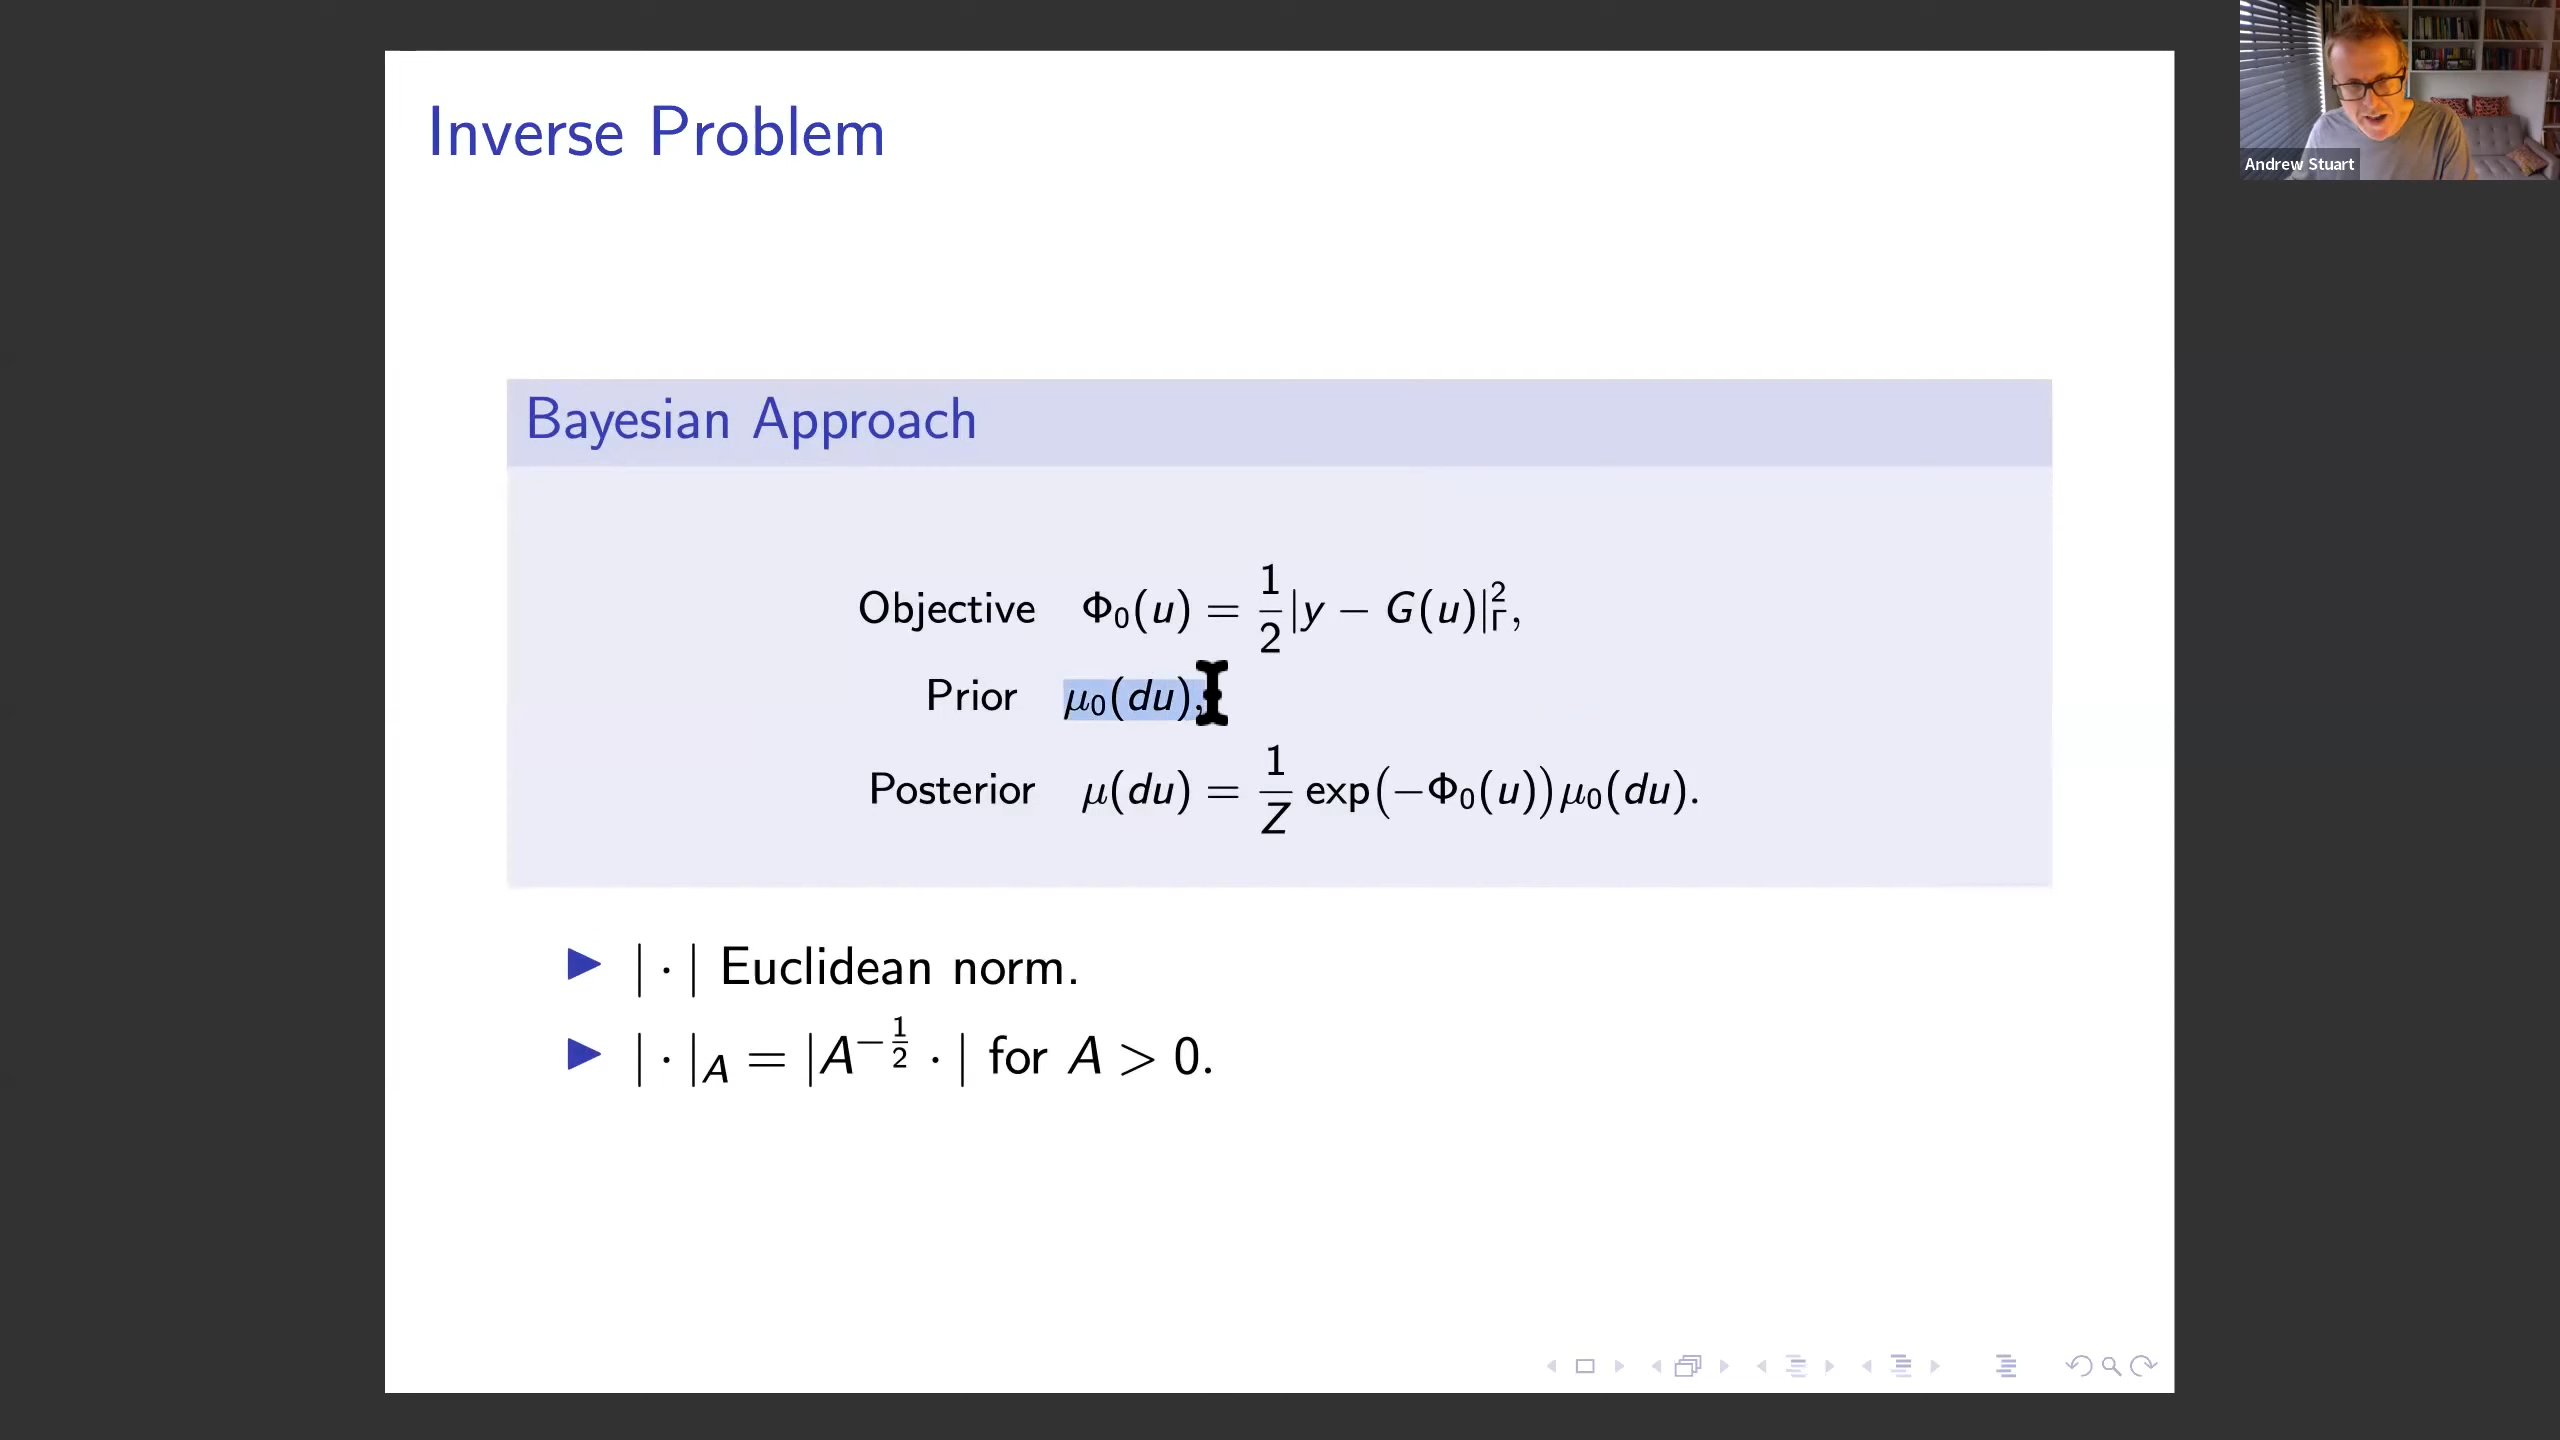 Inverse Problem
Andrew Stuart
Bayesian Approach
Objective Φ₀(u) = 1/2 |y − G(u)|²_Γ,
Prior μ₀(du),
Posterior μ(du) = 1/Z exp(−Φ₀(u))μ₀(du).
▶ | · | Euclidean norm.
▶ | · |_A = |A^{−1/2} · | for A > 0.